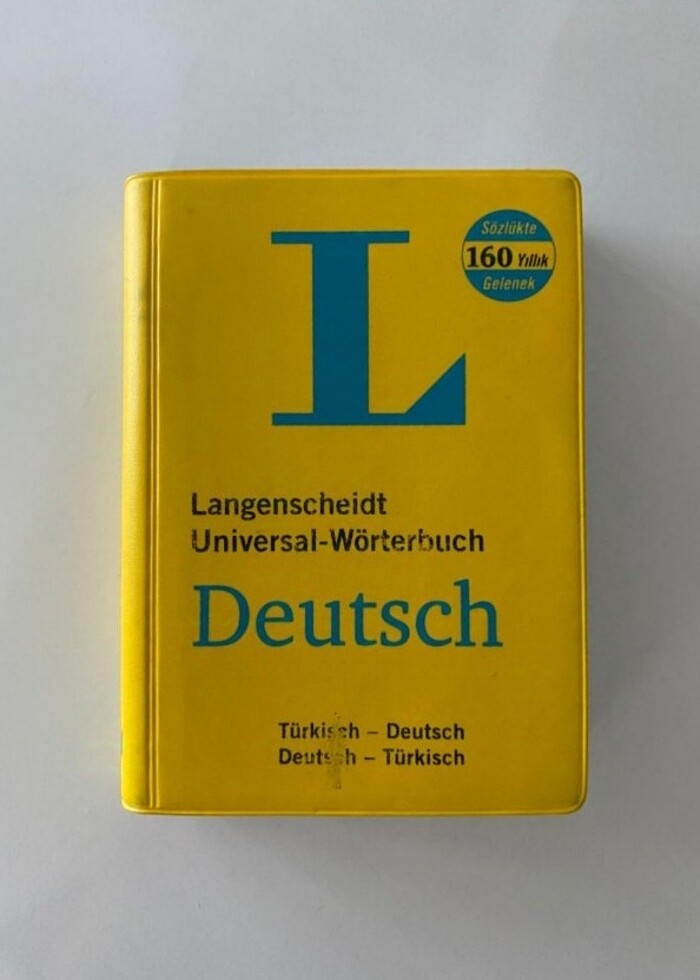 L
Sözlükte
160 Yıllık
Gelenek
Langenscheidt
Universal-Wörterbuch
Deutsch
Türkisch – Deutsch
Deutsch – Türkisch